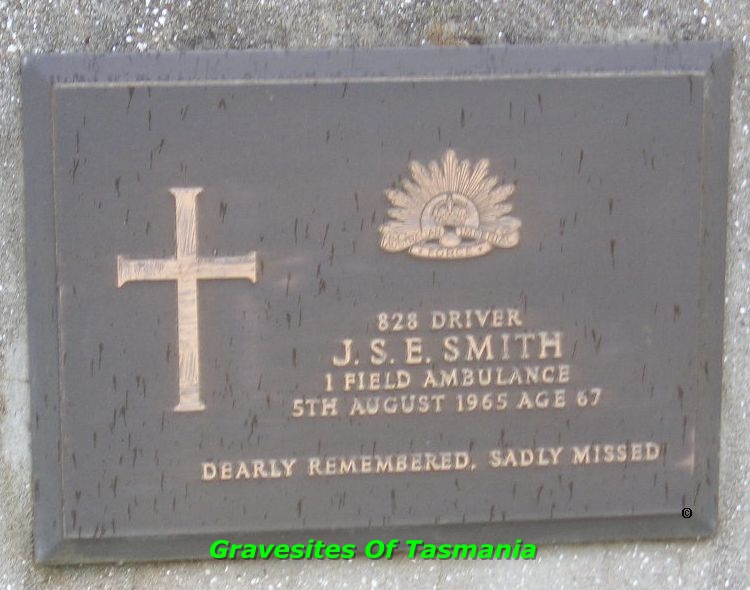 828 DRIVER
J. S. E. SMITH
1 FIELD AMBULANCE
5TH AUGUST 1965 AGE 67
DEARLY REMEMBERED, SADLY MISSED
©
Gravesites Of Tasmania